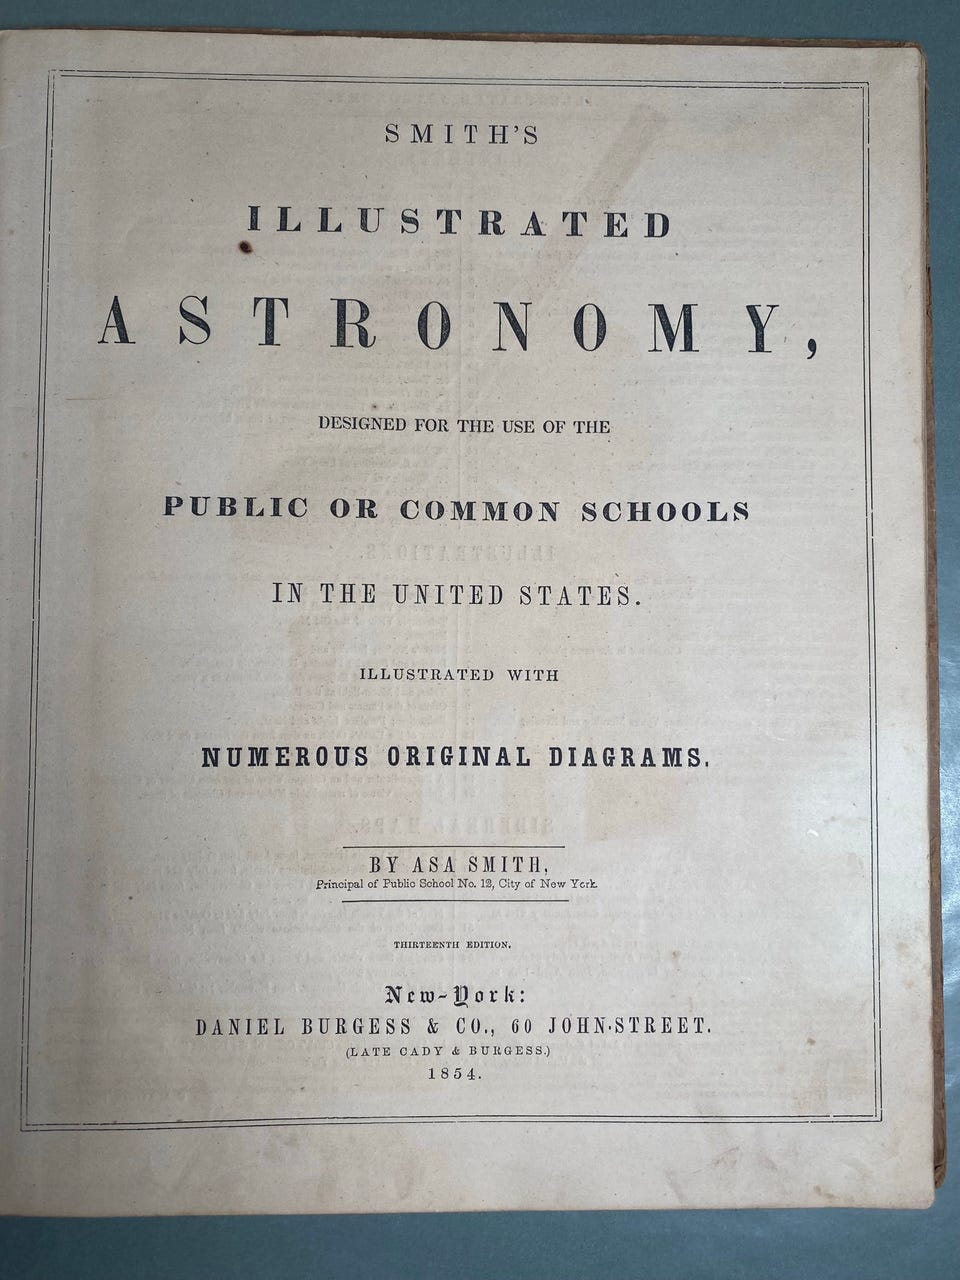 SMITH'S
ILLUSTRATED
ASTRONOMY,
DESIGNED FOR THE USE OF THE
PUBLIC OR COMMON SCHOOLS
IN THE UNITED STATES.
ILLUSTRATED WITH
NUMEROUS ORIGINAL DIAGRAMS.
BY ASA SMITH,
Principal of Public School No. 12, City of New York.
THIRTEENTH EDITION.
New-York:
DANIEL BURGESS & CO., 60 JOHN-STREET.
(LATE CADY & BURGESS.)
1854.